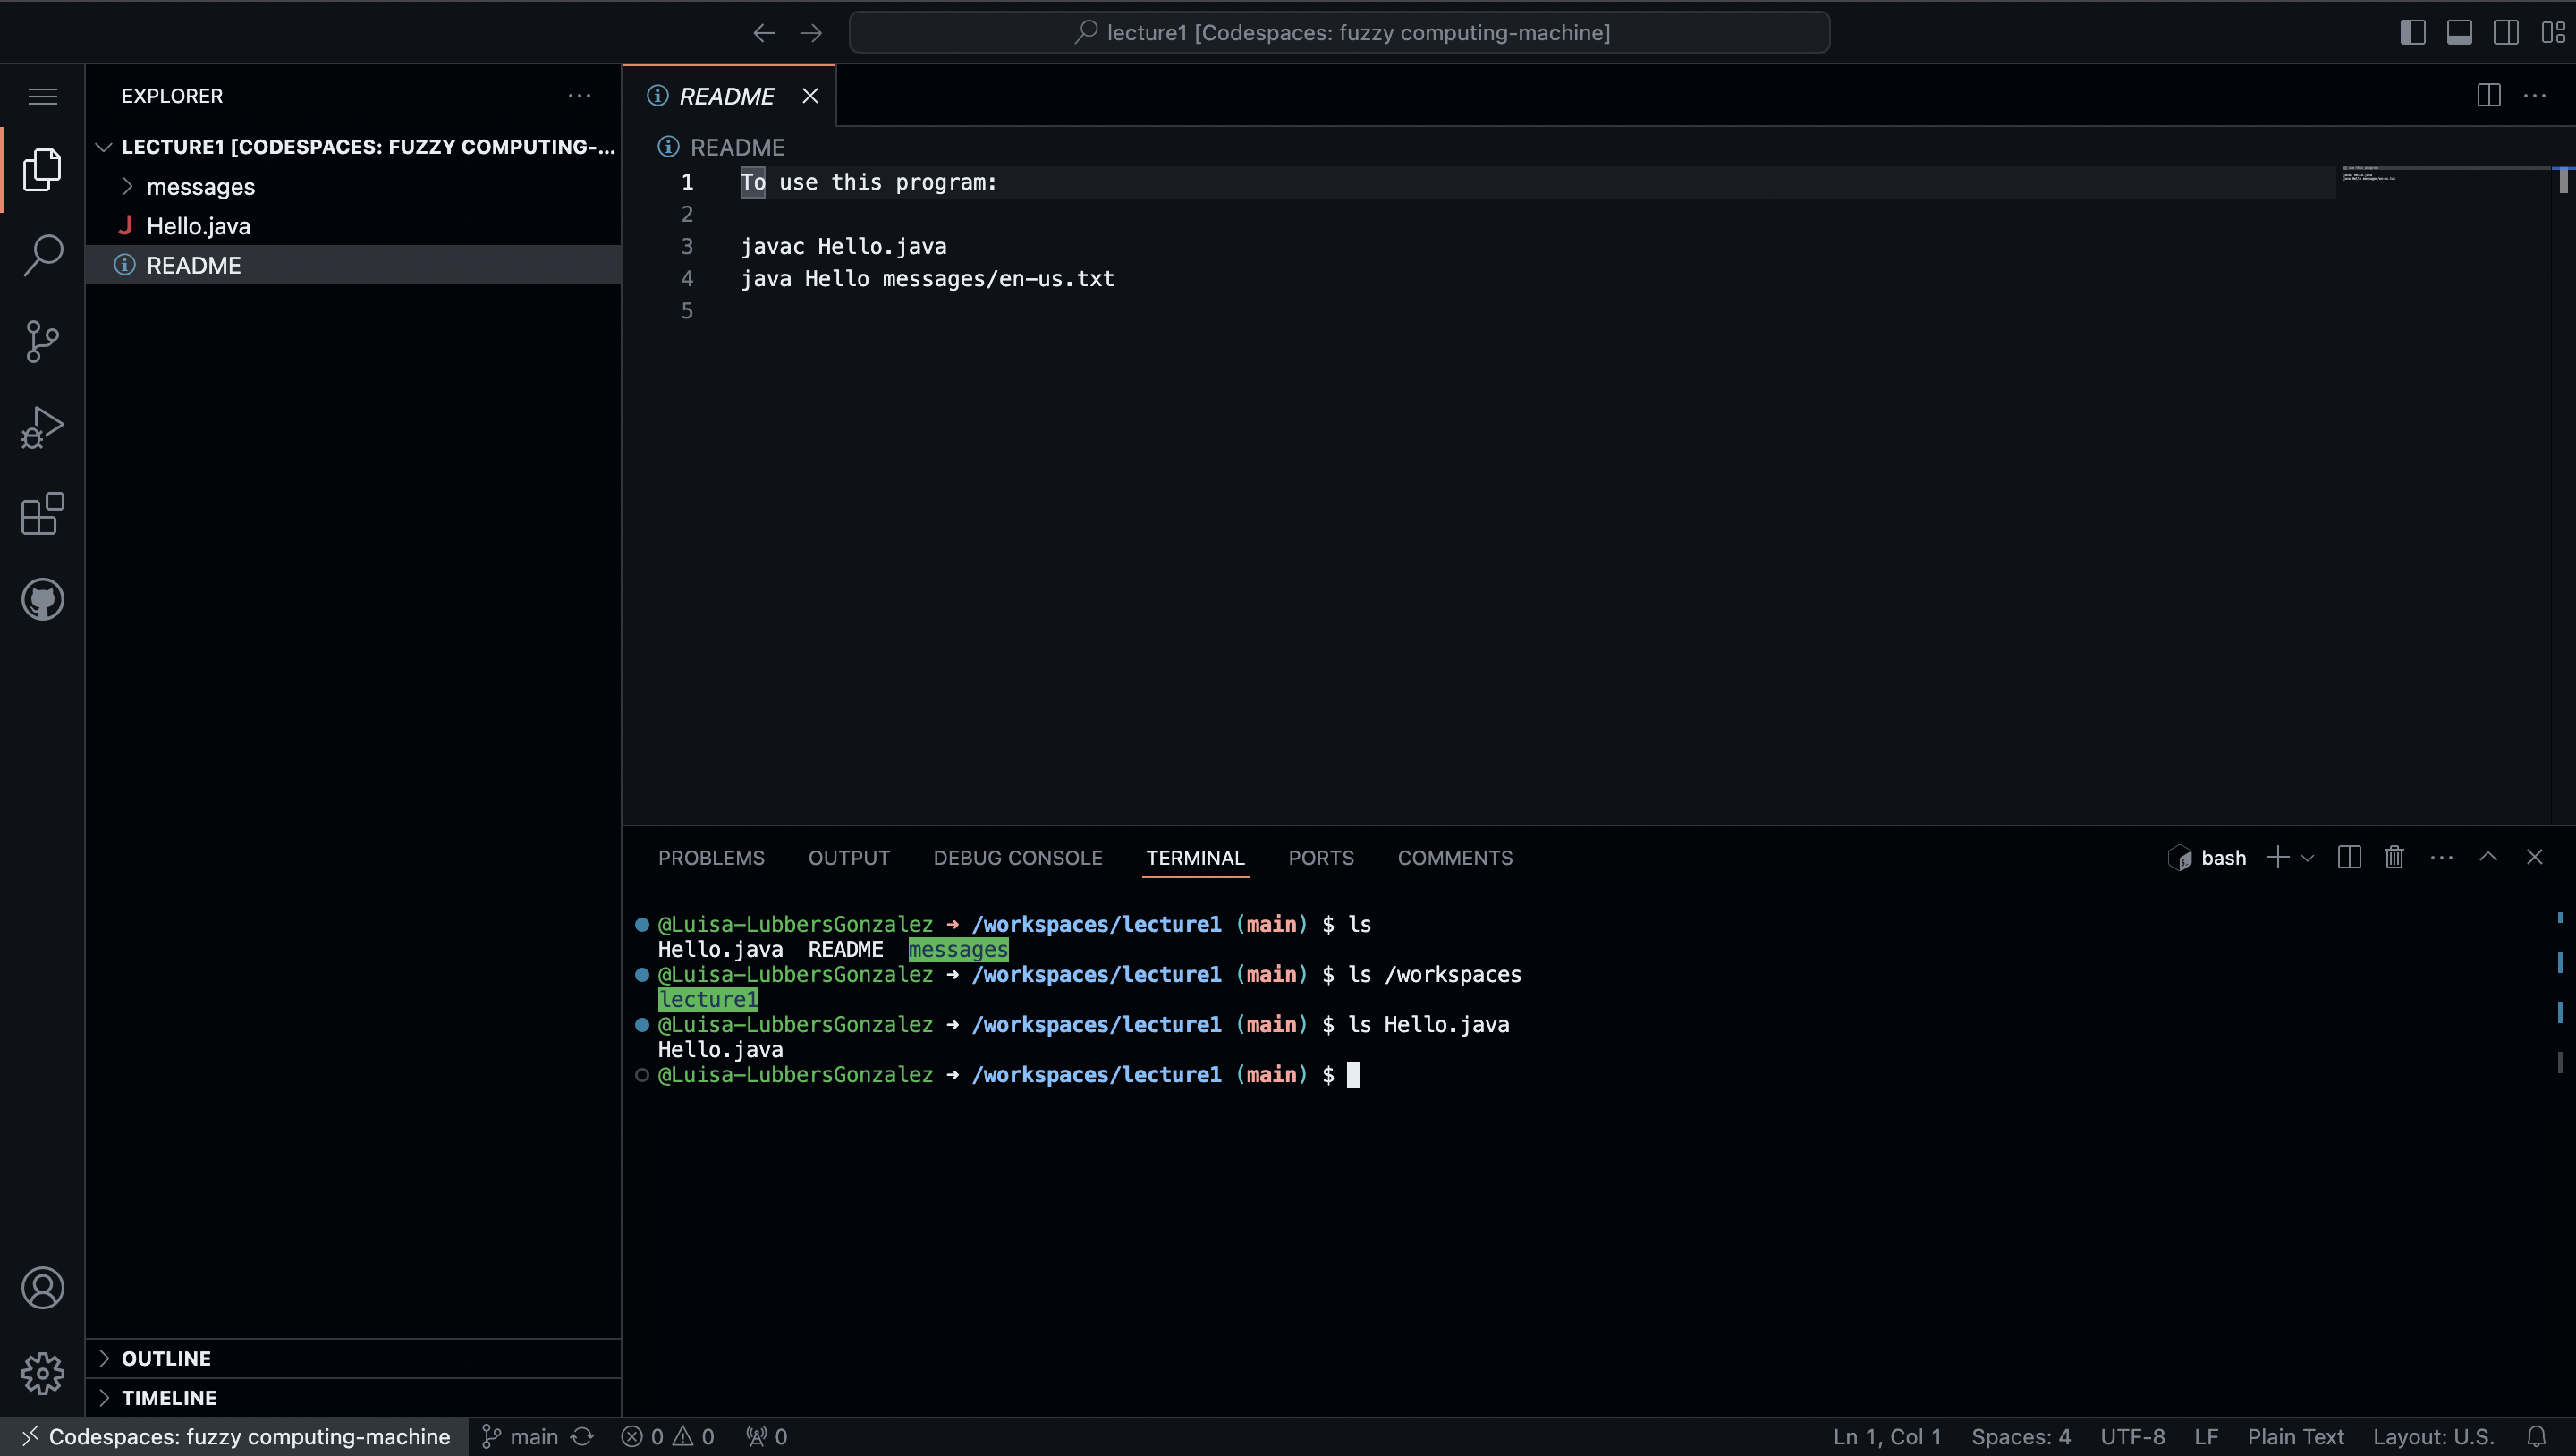 lecture1 [Codespaces: fuzzy computing-machine]
EXPLORER
LECTURE1 [CODESPACES: FUZZY COMPUTING-...
messages
J Hello.java
README
README
README
1 To use this program:
2
3 javac Hello.java
4 java Hello messages/en-us.txt
5
PROBLEMS OUTPUT DEBUG CONSOLE TERMINAL PORTS COMMENTS
bash
@Luisa-LubbersGonzalez ➜ /workspaces/lecture1 (main) $ ls
Hello.java README messages
@Luisa-LubbersGonzalez ➜ /workspaces/lecture1 (main) $ ls /workspaces
lecture1
@Luisa-LubbersGonzalez ➜ /workspaces/lecture1 (main) $ ls Hello.java
Hello.java
@Luisa-LubbersGonzalez ➜ /workspaces/lecture1 (main) $
OUTLINE
TIMELINE
Codespaces: fuzzy computing-machine main 0 0 0 Ln 1, Col 1 Spaces: 4 UTF-8 LF Plain Text Layout: U.S.